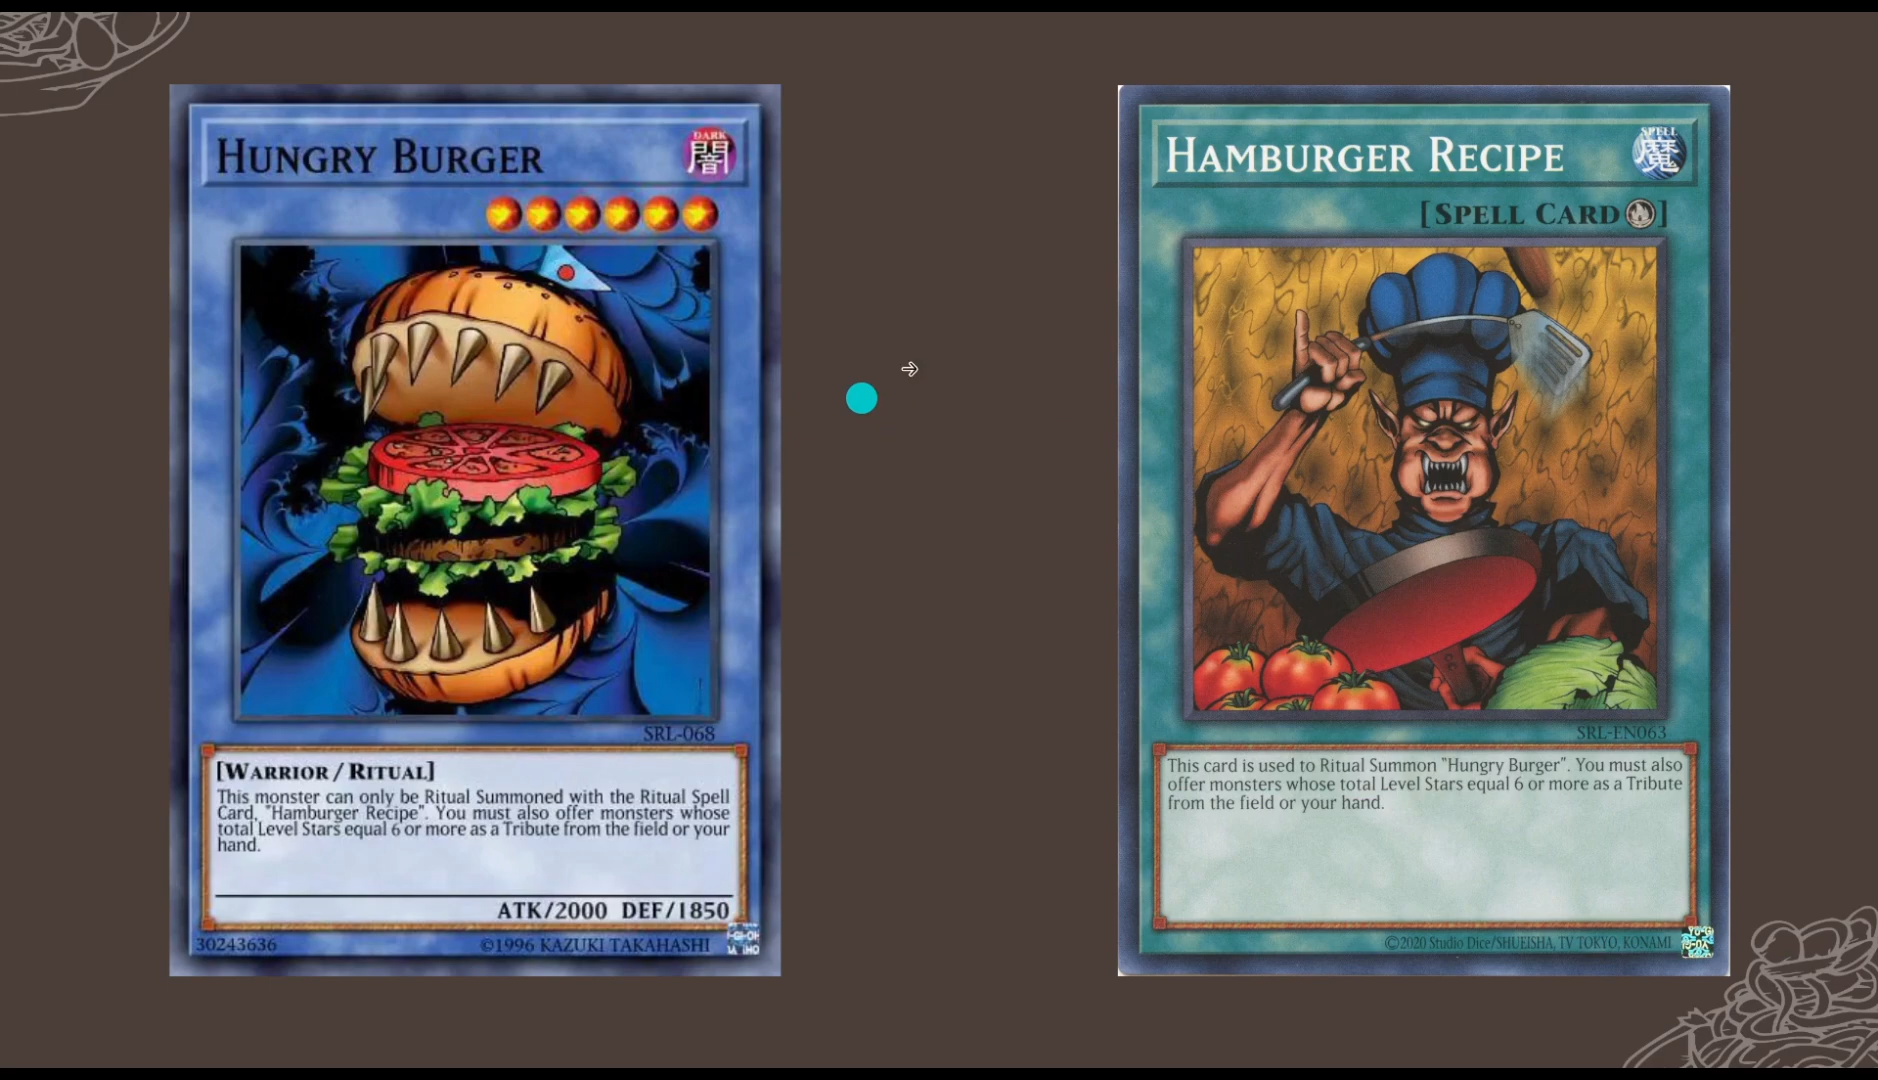 HUNGRY BURGER
DARK
闇
SRL-068
[WARRIOR / RITUAL]
This monster can only be Ritual Summoned with the Ritual Spell
Card, "Hamburger Recipe". You must also offer monsters whose
total Level Stars equal 6 or more as a Tribute from the field or your
hand.
ATK/2000 DEF/1850
30243636
©1996 KAZUKI TAKAHASHI
HAMBURGER RECIPE
SPELL
魔
[SPELL CARD]
SRL-EN063
This card is used to Ritual Summon "Hungry Burger". You must also
offer monsters whose total Level Stars equal 6 or more as a Tribute
from the field or your hand.
©2020 Studio Dice/SHUEISHA, TV TOKYO, KONAMI